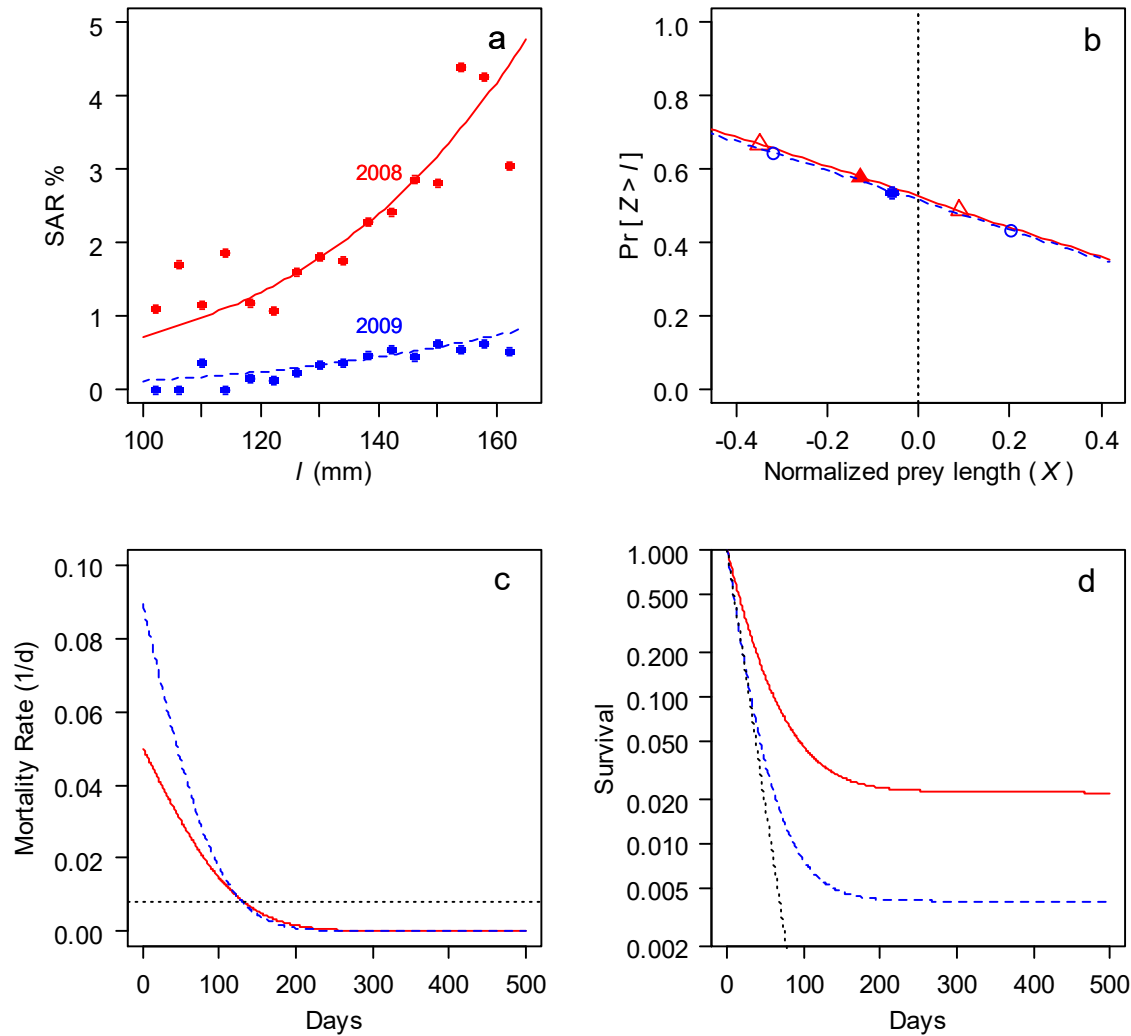 a
SAR %
5
4
3
2
1
0
2008
2009
100 120 140 160
l (mm)
b
Pr [ Z > l ]
1.0
0.8
0.6
0.4
0.2
0.0
-0.4 -0.2 0.0 0.2 0.4
Normalized prey length ( X )
c
Mortality Rate (1/d)
0.10
0.08
0.06
0.04
0.02
0.00
0 100 200 300 400 500
Days
d
Survival
1.000
0.500
0.200
0.100
0.050
0.020
0.010
0.005
0.002
0 100 200 300 400 500
Days